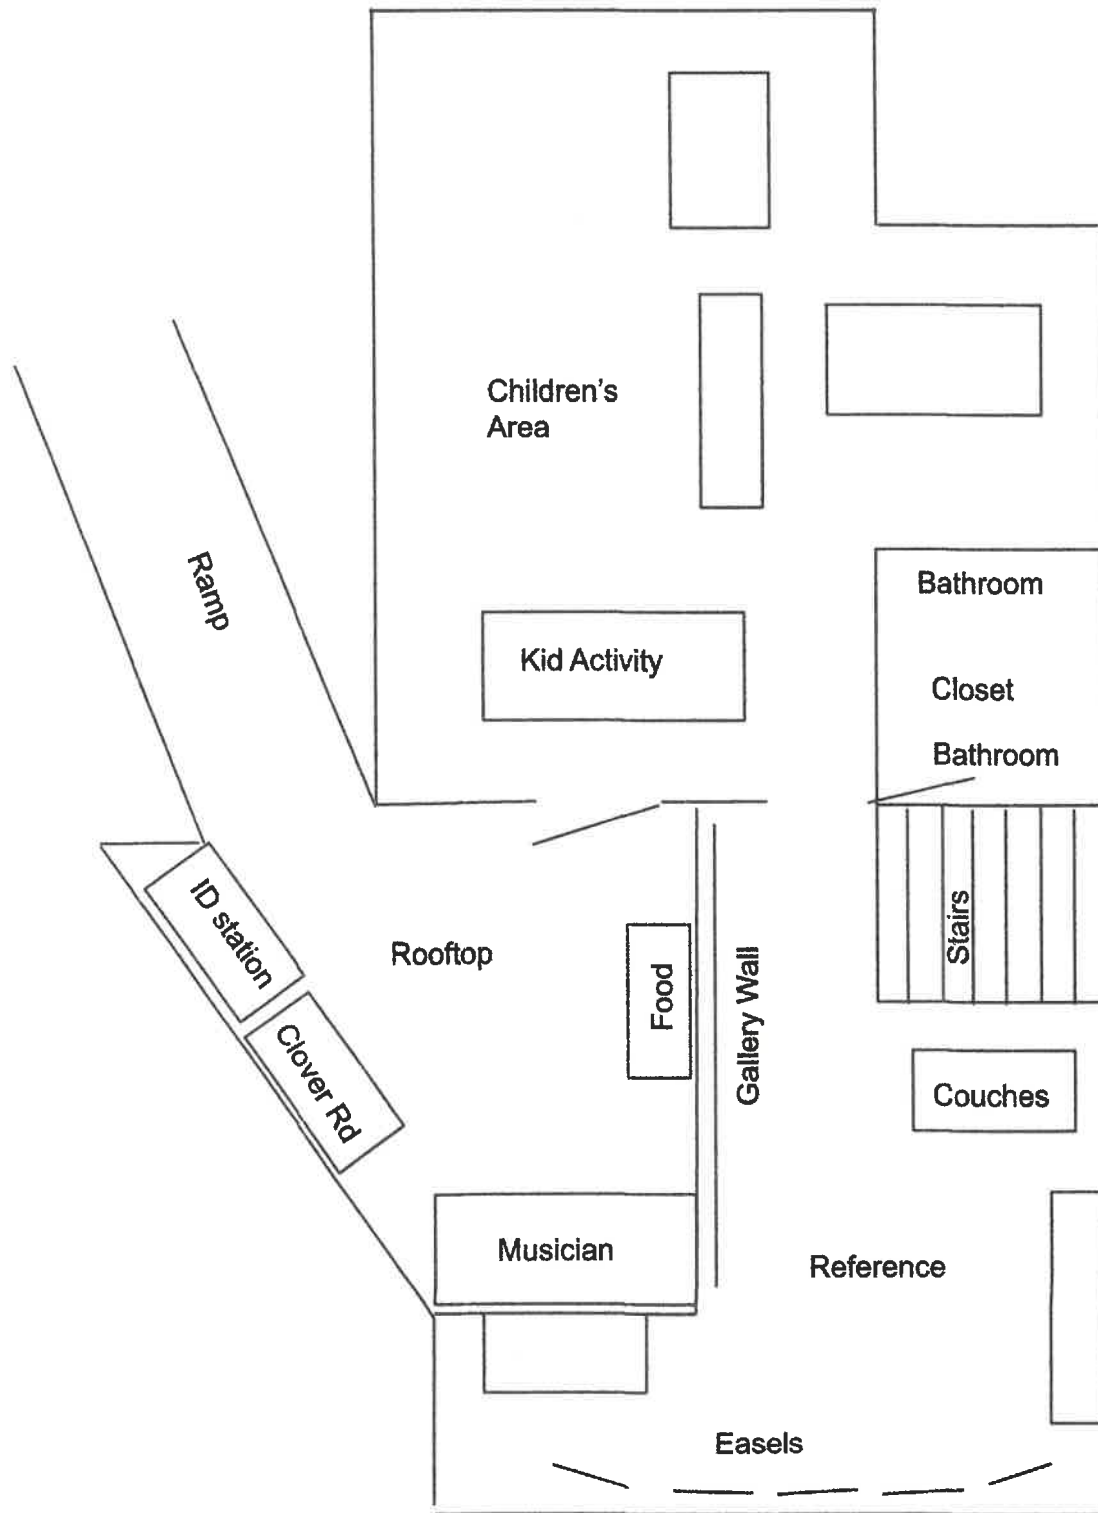 Children's
Area
Ramp
Bathroom
Kid Activity
Closet
Bathroom
ID station
Rooftop
Food
Gallery Wall
Stairs
Clover Rd
Couches
Musician
Reference
Easels